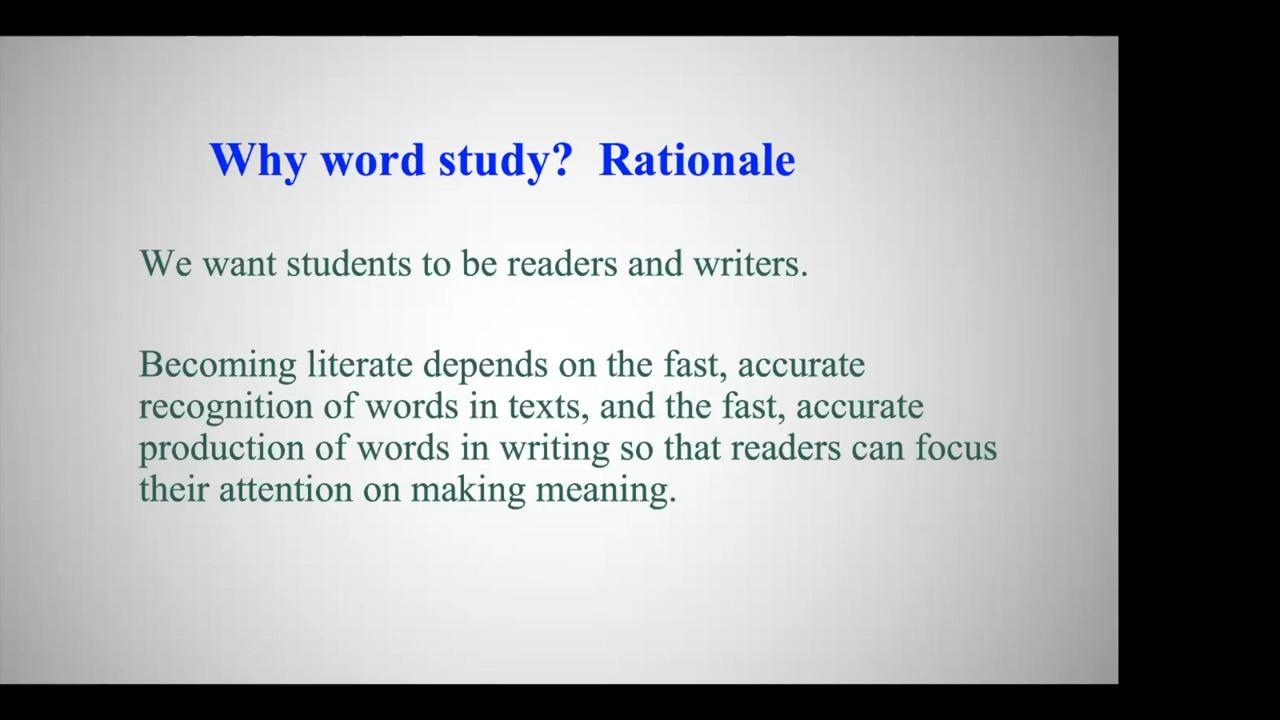 Why word study? Rationale
We want students to be readers and writers.
Becoming literate depends on the fast, accurate
recognition of words in texts, and the fast, accurate
production of words in writing so that readers can focus
their attention on making meaning.